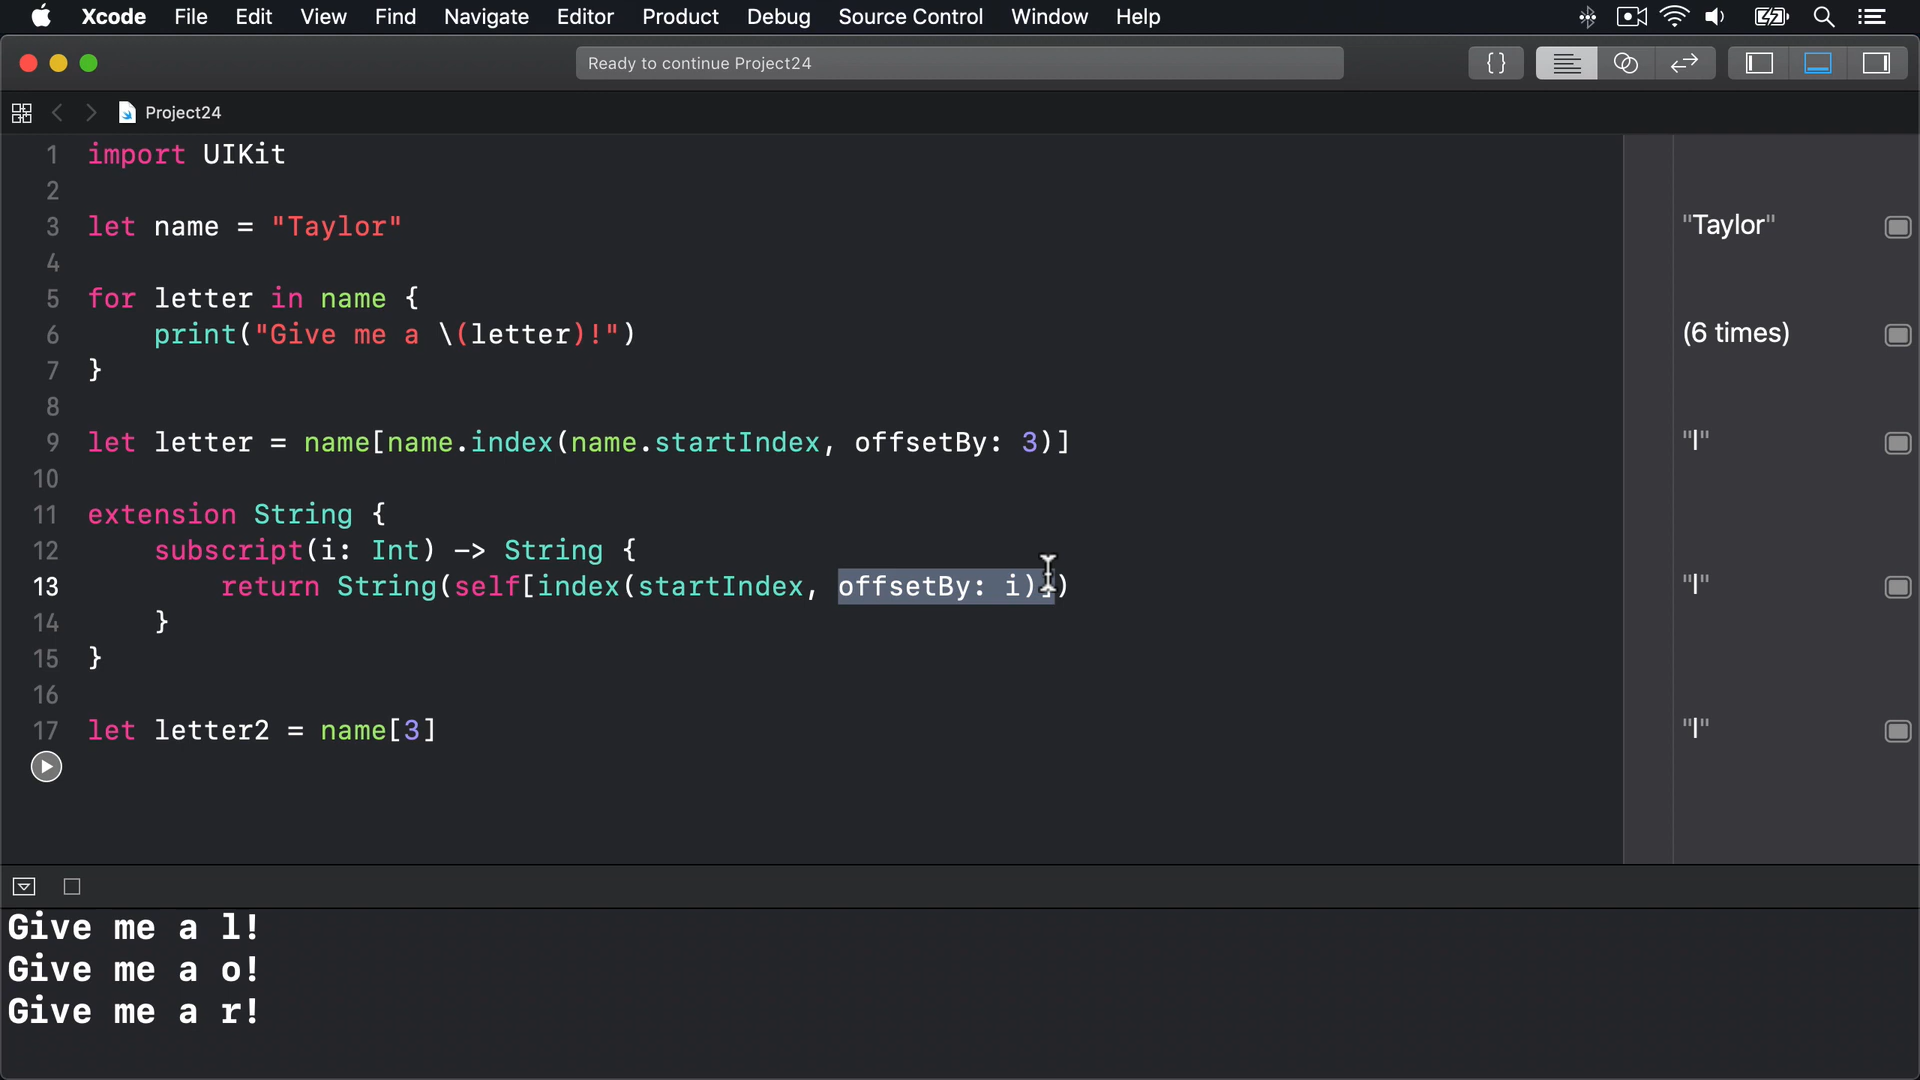 Xcode File Edit View Find Navigate Editor Product Debug Source Control Window Help
Ready to continue Project24
{}
Project24
1 import UIKit
2
3 let name = "Taylor"
"Taylor"
4
5 for letter in name {
6 print("Give me a \(letter)!")
(6 times)
7 }
8
9 let letter = name[name.index(name.startIndex, offsetBy: 3)]
"l"
10
11 extension String {
12 subscript(i: Int) -> String {
13 return String(self[index(startIndex, offsetBy: i)])
"l"
14 }
15 }
16
17 let letter2 = name[3]
"l"
Give me a l!
Give me a o!
Give me a r!